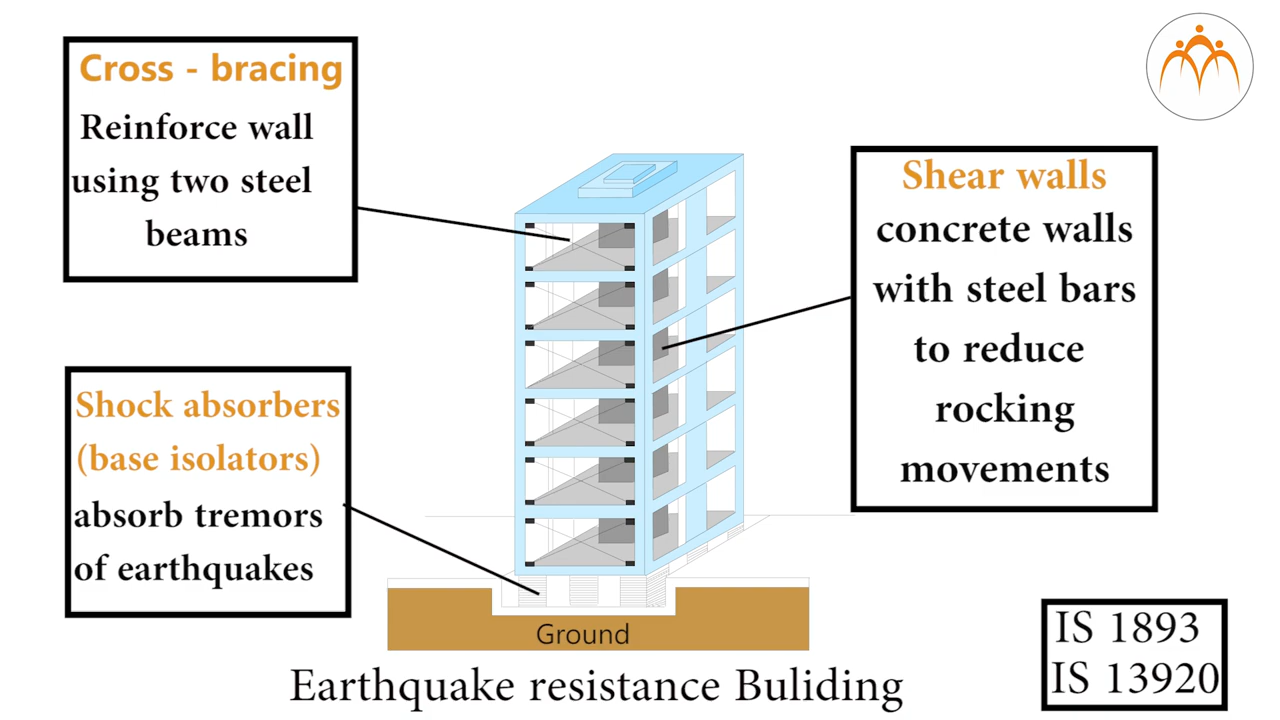 Cross - bracing
Reinforce wall
using two steel
beams
Shear walls
concrete walls
with steel bars
to reduce
rocking
movements
Shock absorbers
(base isolators)
absorb tremors
of earthquakes
Ground
IS 1893
IS 13920
Earthquake resistance Buliding